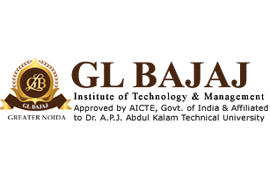 GL BAJAJ
Institute of Technology & Management
Approved by AICTE, Govt. of India & Affiliated
to Dr. A.P.J. Abdul Kalam Technical University
GL BAJAJ
GREATER NOIDA